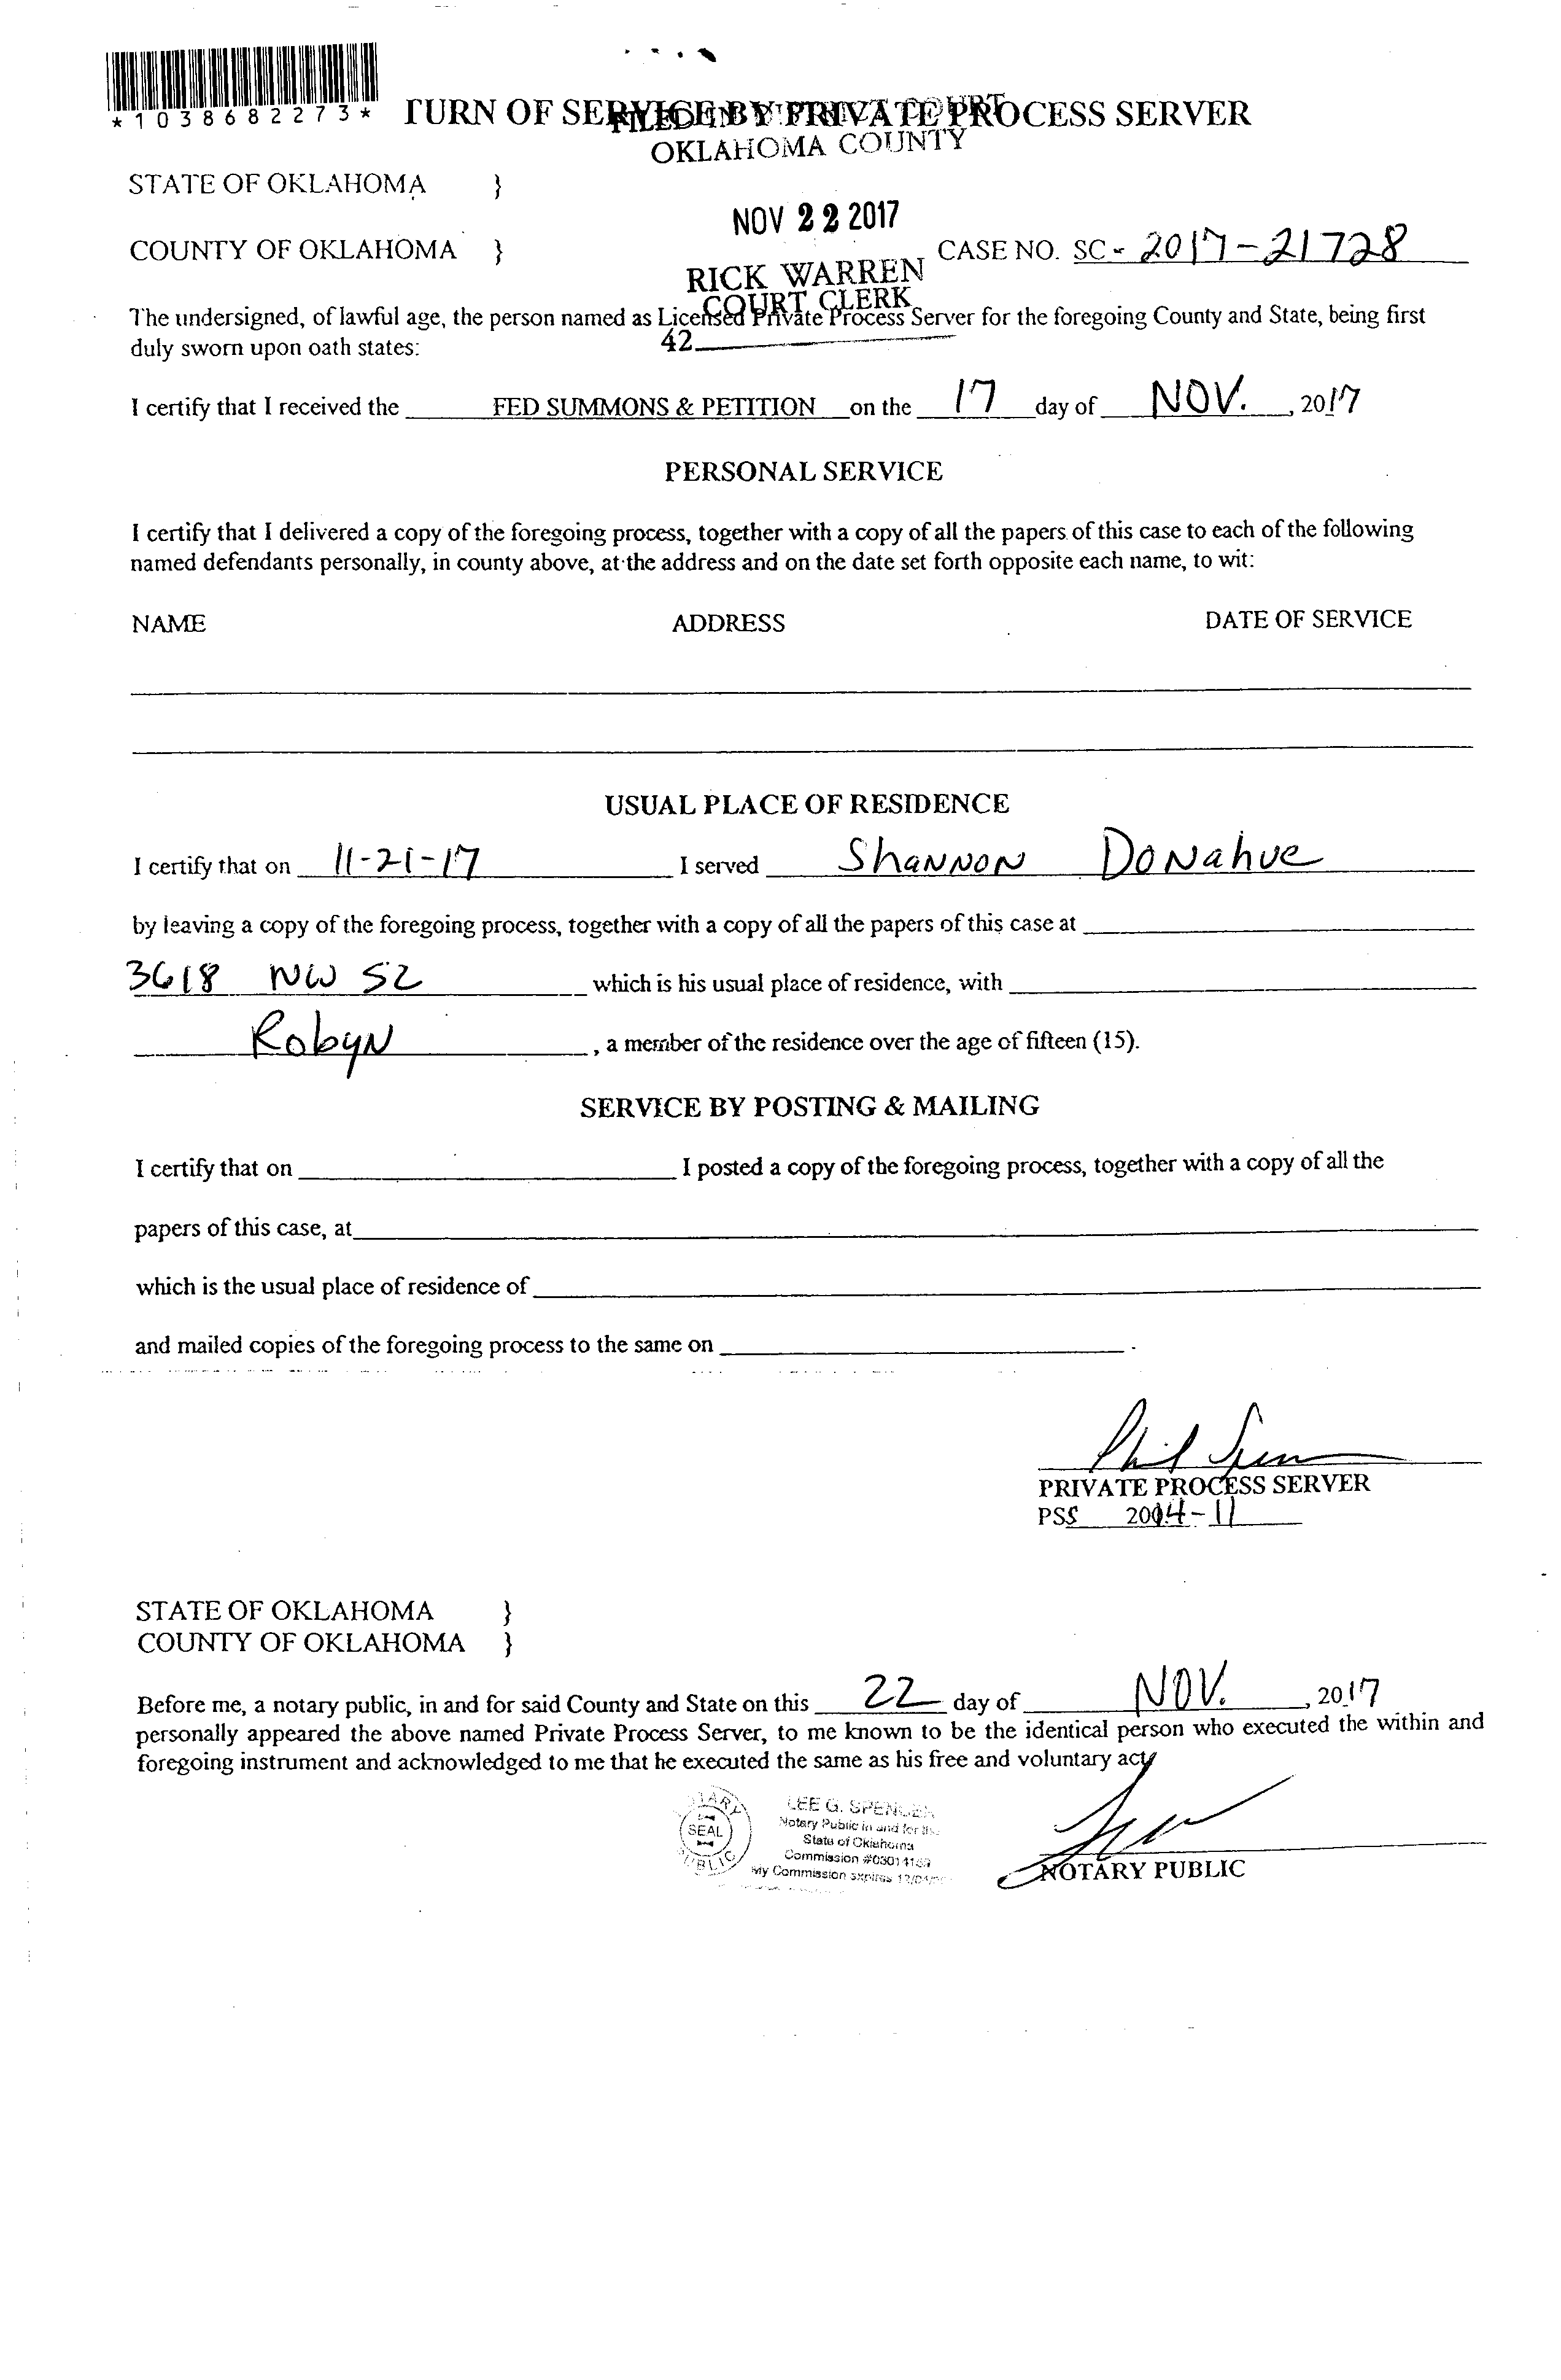 *1038682273*
TURN OF SERVICE BY PRIVATE PROCESS SERVER
OKLAHOMA COUNTY
STATE OF OKLAHOMA }
NOV 22 2017
COUNTY OF OKLAHOMA }
CASE NO. SC - 2017-21728
RICK WARREN
COURT CLERK
The undersigned, of lawful age, the person named as Licensed Private Process Server for the foregoing County and State, being first
duly sworn upon oath states:
42
I certify that I received the FED SUMMONS & PETITION on the 17 day of NOV. , 2017
PERSONAL SERVICE
I certify that I delivered a copy of the foregoing process, together with a copy of all the papers of this case to each of the following
named defendants personally, in county above, at the address and on the date set forth opposite each name, to wit:
NAME ADDRESS DATE OF SERVICE
USUAL PLACE OF RESIDENCE
I certify that on 11-21-17 I served Shannon Donahue
by leaving a copy of the foregoing process, together with a copy of all the papers of this case at
3618 NW 52 which is his usual place of residence, with
Robyn , a member of the residence over the age of fifteen (15).
SERVICE BY POSTING & MAILING
I certify that on I posted a copy of the foregoing process, together with a copy of all the
papers of this case, at
which is the usual place of residence of
and mailed copies of the foregoing process to the same on .
PRIVATE PROCESS SERVER
PSS 2014-11
STATE OF OKLAHOMA }
COUNTY OF OKLAHOMA }
Before me, a notary public, in and for said County and State on this 22 day of NOV. , 2017
personally appeared the above named Private Process Server, to me known to be the identical person who executed the within and
foregoing instrument and acknowledged to me that he executed the same as his free and voluntary act
SEAL
LEE G. SPENCER
Notary Public in and for the
State of Oklahoma
Commission
My Commission expires
NOTARY PUBLIC